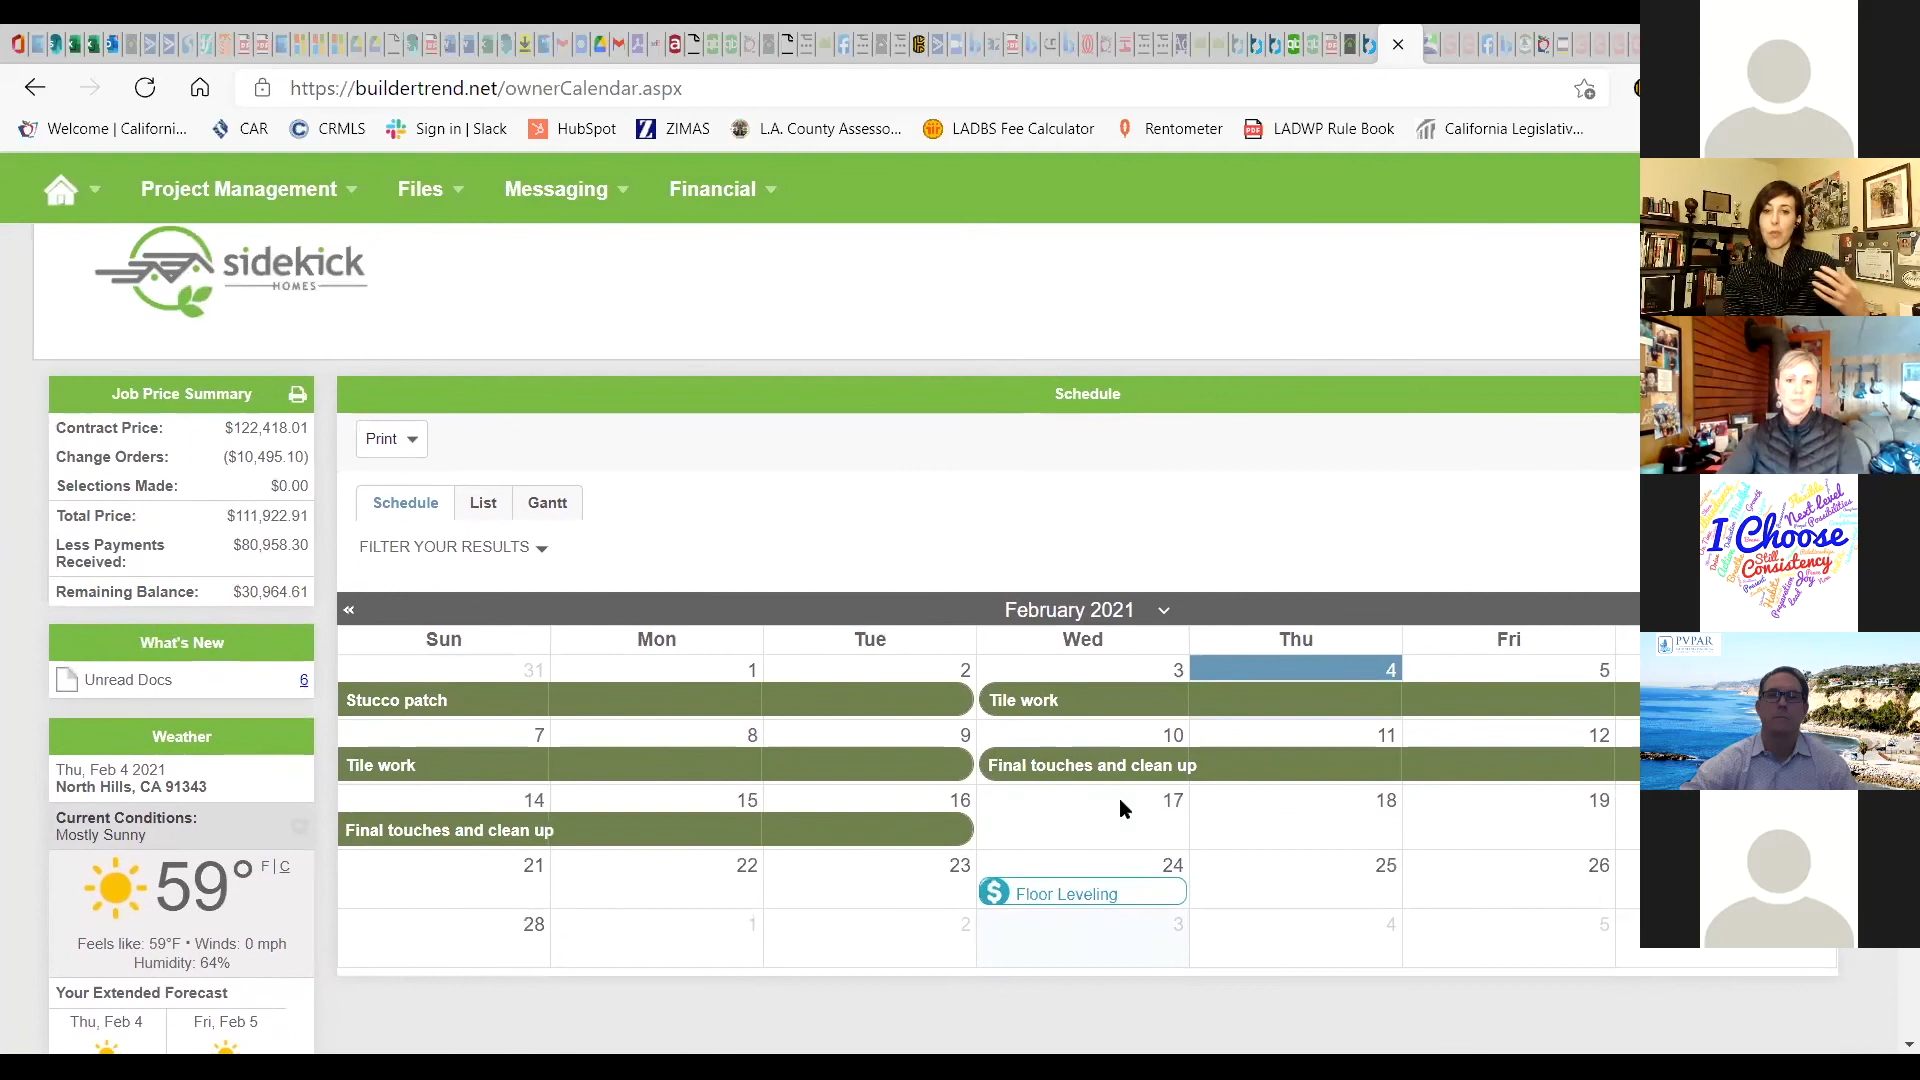 https://buildertrend.net/ownerCalendar.aspx
Welcome | Californi...
CAR
CRMLS
Sign in | Slack
HubSpot
ZIMAS
L.A. County Assesso...
LADBS Fee Calculator
Rentometer
LADWP Rule Book
California Legislativ...
Project Management
Files
Messaging
Financial
sidekick
HOMES
Job Price Summary
Contract Price: $122,418.01
Change Orders: ($10,495.10)
Selections Made: $0.00
Total Price: $111,922.91
Less Payments
Received: $80,958.30
Remaining Balance: $30,964.61
What's New
Unread Docs 6
Weather
Thu, Feb 4 2021
North Hills, CA 91343
Current Conditions:
Mostly Sunny
59° F | C
Feels like: 59°F • Winds: 0 mph
Humidity: 64%
Your Extended Forecast
Thu, Feb 4 Fri, Feb 5
Schedule
Print
Schedule List Gantt
FILTER YOUR RESULTS
« February 2021
Sun Mon Tue Wed Thu Fri
31 1 2 3 4 5
Stucco patch Tile work
7 8 9 10 11 12
Tile work Final touches and clean up
14 15 16 17 18 19
Final touches and clean up
21 22 23 24 25 26
$ Floor Leveling
28 1 2 3 4 5
Next Level
Possibilities
I Choose
Still
Consistency
Joy
Habits
PVPAR